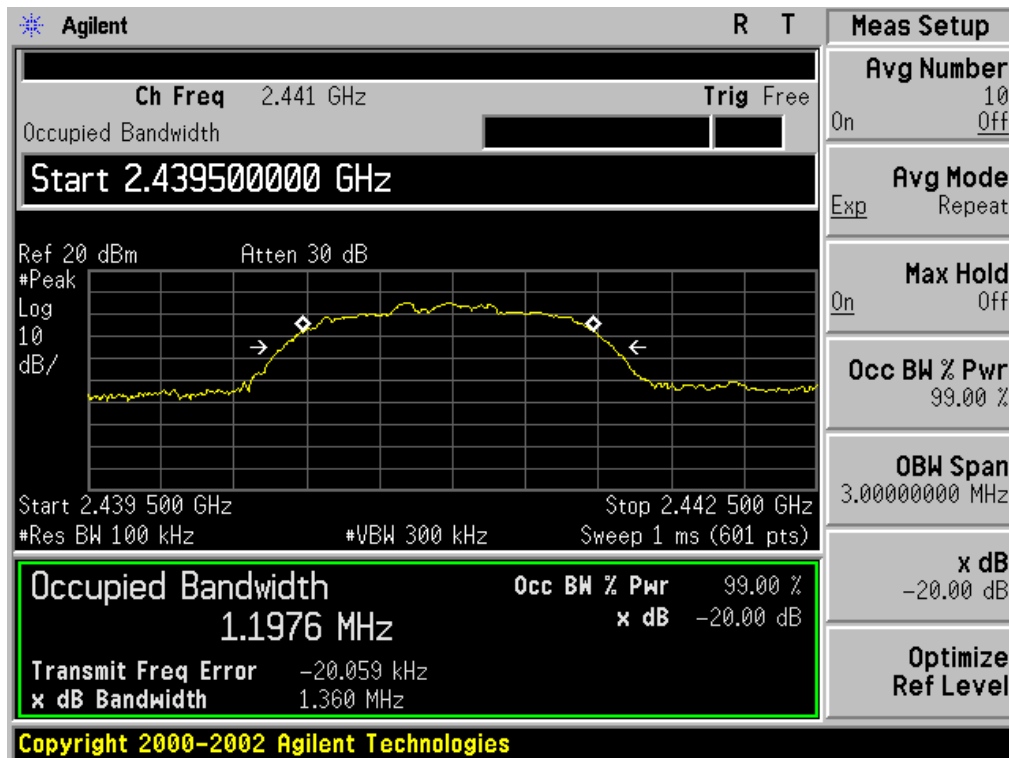 Agilent R T
Ch Freq 2.441 GHz Trig Free
Occupied Bandwidth
Start 2.439500000 GHz
Ref 20 dBm Atten 30 dB
#Peak
Log
10
dB/
Start 2.439 500 GHz Stop 2.442 500 GHz
#Res BW 100 kHz #VBW 300 kHz Sweep 1 ms (601 pts)
Occupied Bandwidth Occ BW % Pwr 99.00 %
1.1976 MHz x dB -20.00 dB
Transmit Freq Error -20.059 kHz
x dB Bandwidth 1.360 MHz
Copyright 2000-2002 Agilent Technologies
Meas Setup
Avg Number
10
On Off
Avg Mode
Exp Repeat
Max Hold
On Off
Occ BW % Pwr
99.00 %
OBW Span
3.00000000 MHz
x dB
-20.00 dB
Optimize
Ref Level